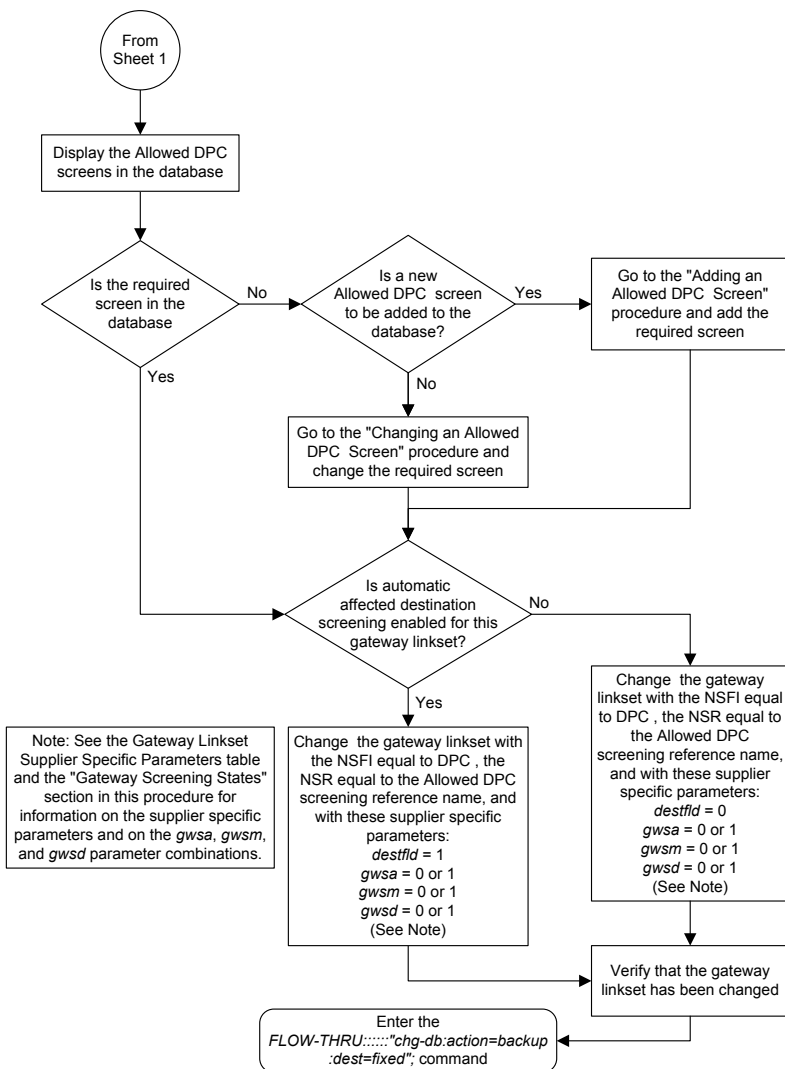 From
Sheet 1
Display the Allowed DPC
screens in the database
Is the required
screen in the
database
No
Yes
Is a new
Allowed DPC screen
to be added to the
database?
Yes
No
Go to the "Adding an
Allowed DPC Screen"
procedure and add the
required screen
Go to the "Changing an Allowed
DPC Screen" procedure and
change the required screen
Is automatic
affected destination
screening enabled for this
gateway linkset?
No
Yes
Note: See the Gateway Linkset
Supplier Specific Parameters table
and the "Gateway Screening States"
section in this procedure for
information on the supplier specific
parameters and on the gwsa, gwsm,
and gwsd parameter combinations.
Change the gateway linkset with
the NSFI equal to DPC , the
NSR equal to the Allowed DPC
screening reference name, and
with these supplier specific
parameters:
destfld = 1
gwsa = 0 or 1
gwsm = 0 or 1
gwsd = 0 or 1
(See Note)
Change the gateway
linkset with the NSFI equal
to DPC , the NSR equal to
the Allowed DPC
screening reference name,
and with these supplier
specific parameters:
destfld = 0
gwsa = 0 or 1
gwsm = 0 or 1
gwsd = 0 or 1
(See Note)
Verify that the gateway
linkset has been changed
Enter the
FLOW-THRU::::::"chg-db:action=backup
:dest=fixed"; command